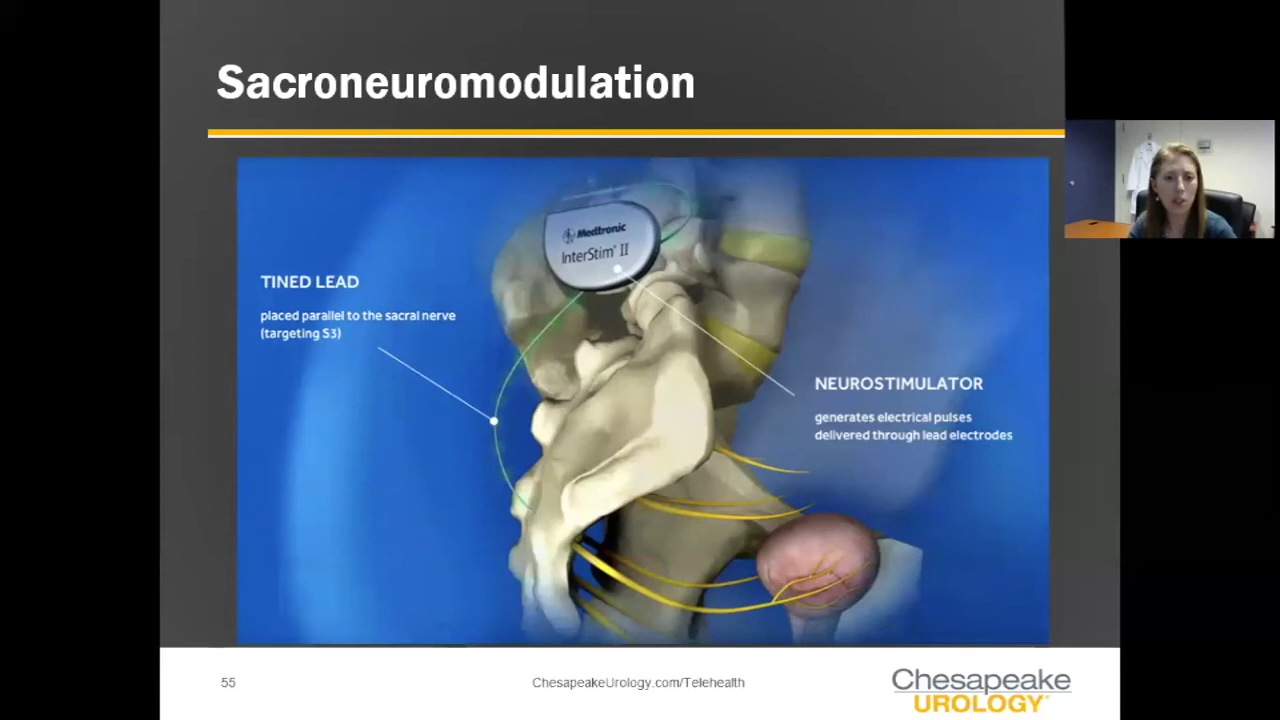 Sacroneuromodulation
Medtronic
InterStim® II
TINED LEAD
placed parallel to the sacral nerve
(targeting S3)
NEUROSTIMULATOR
generates electrical pulses
delivered through lead electrodes
55
ChesapeakeUrology.com/Telehealth
Chesapeake
UROLOGY®